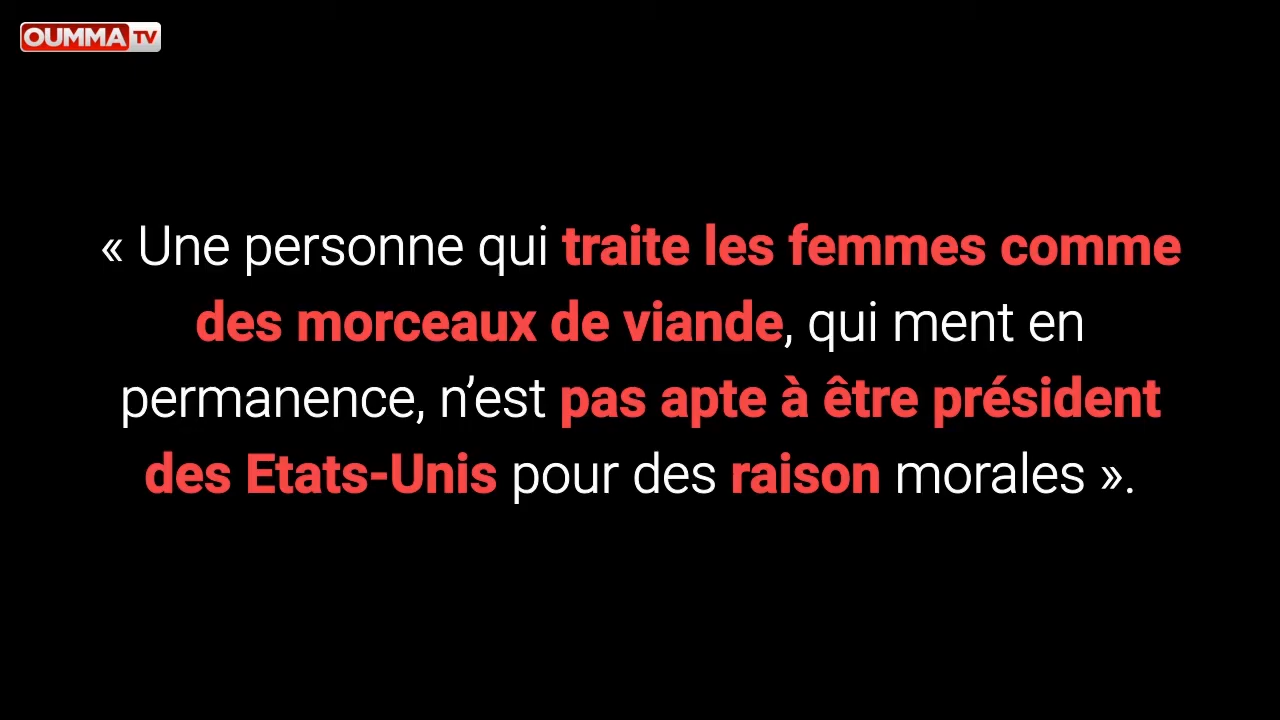 OUMMA TV
« Une personne qui traite les femmes comme
des morceaux de viande, qui ment en
permanence, n’est pas apte à être président
des Etats-Unis pour des raison morales ».